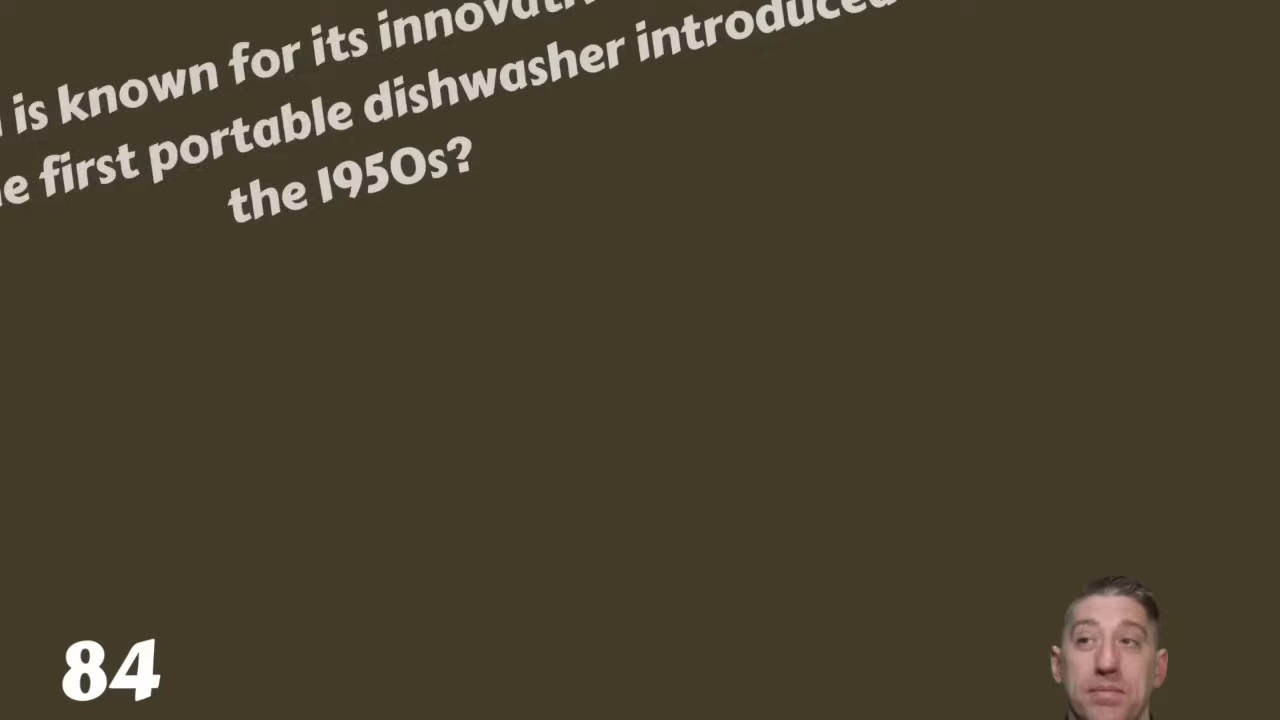 is known for its
first portable dishwasher introduced
the 1950s?
84